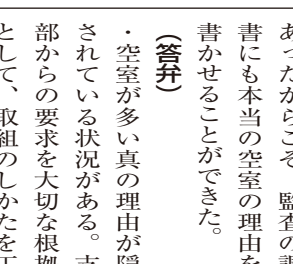 あったからこそ、監査の調
書にも本当の空室の理由を
書かせることができた。
（答弁）
・空室が多い真の理由が隠
されている状況がある。支
部からの要求を大切な根拠
として、取組のしかたを工